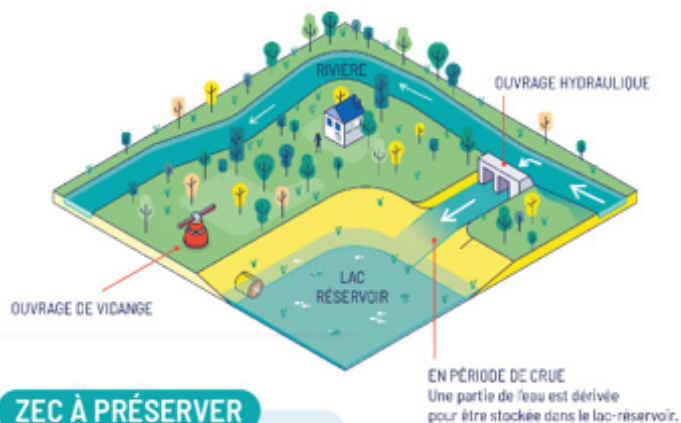 RIVIÈRE
OUVRAGE HYDRAULIQUE
LAC
RÉSERVOIR
OUVRAGE DE VIDANGE
EN PÉRIODE DE CRUE
Une partie de l'eau est dérivée
pour être stockée dans le lac-réservoir.
ZEC À PRÉSERVER